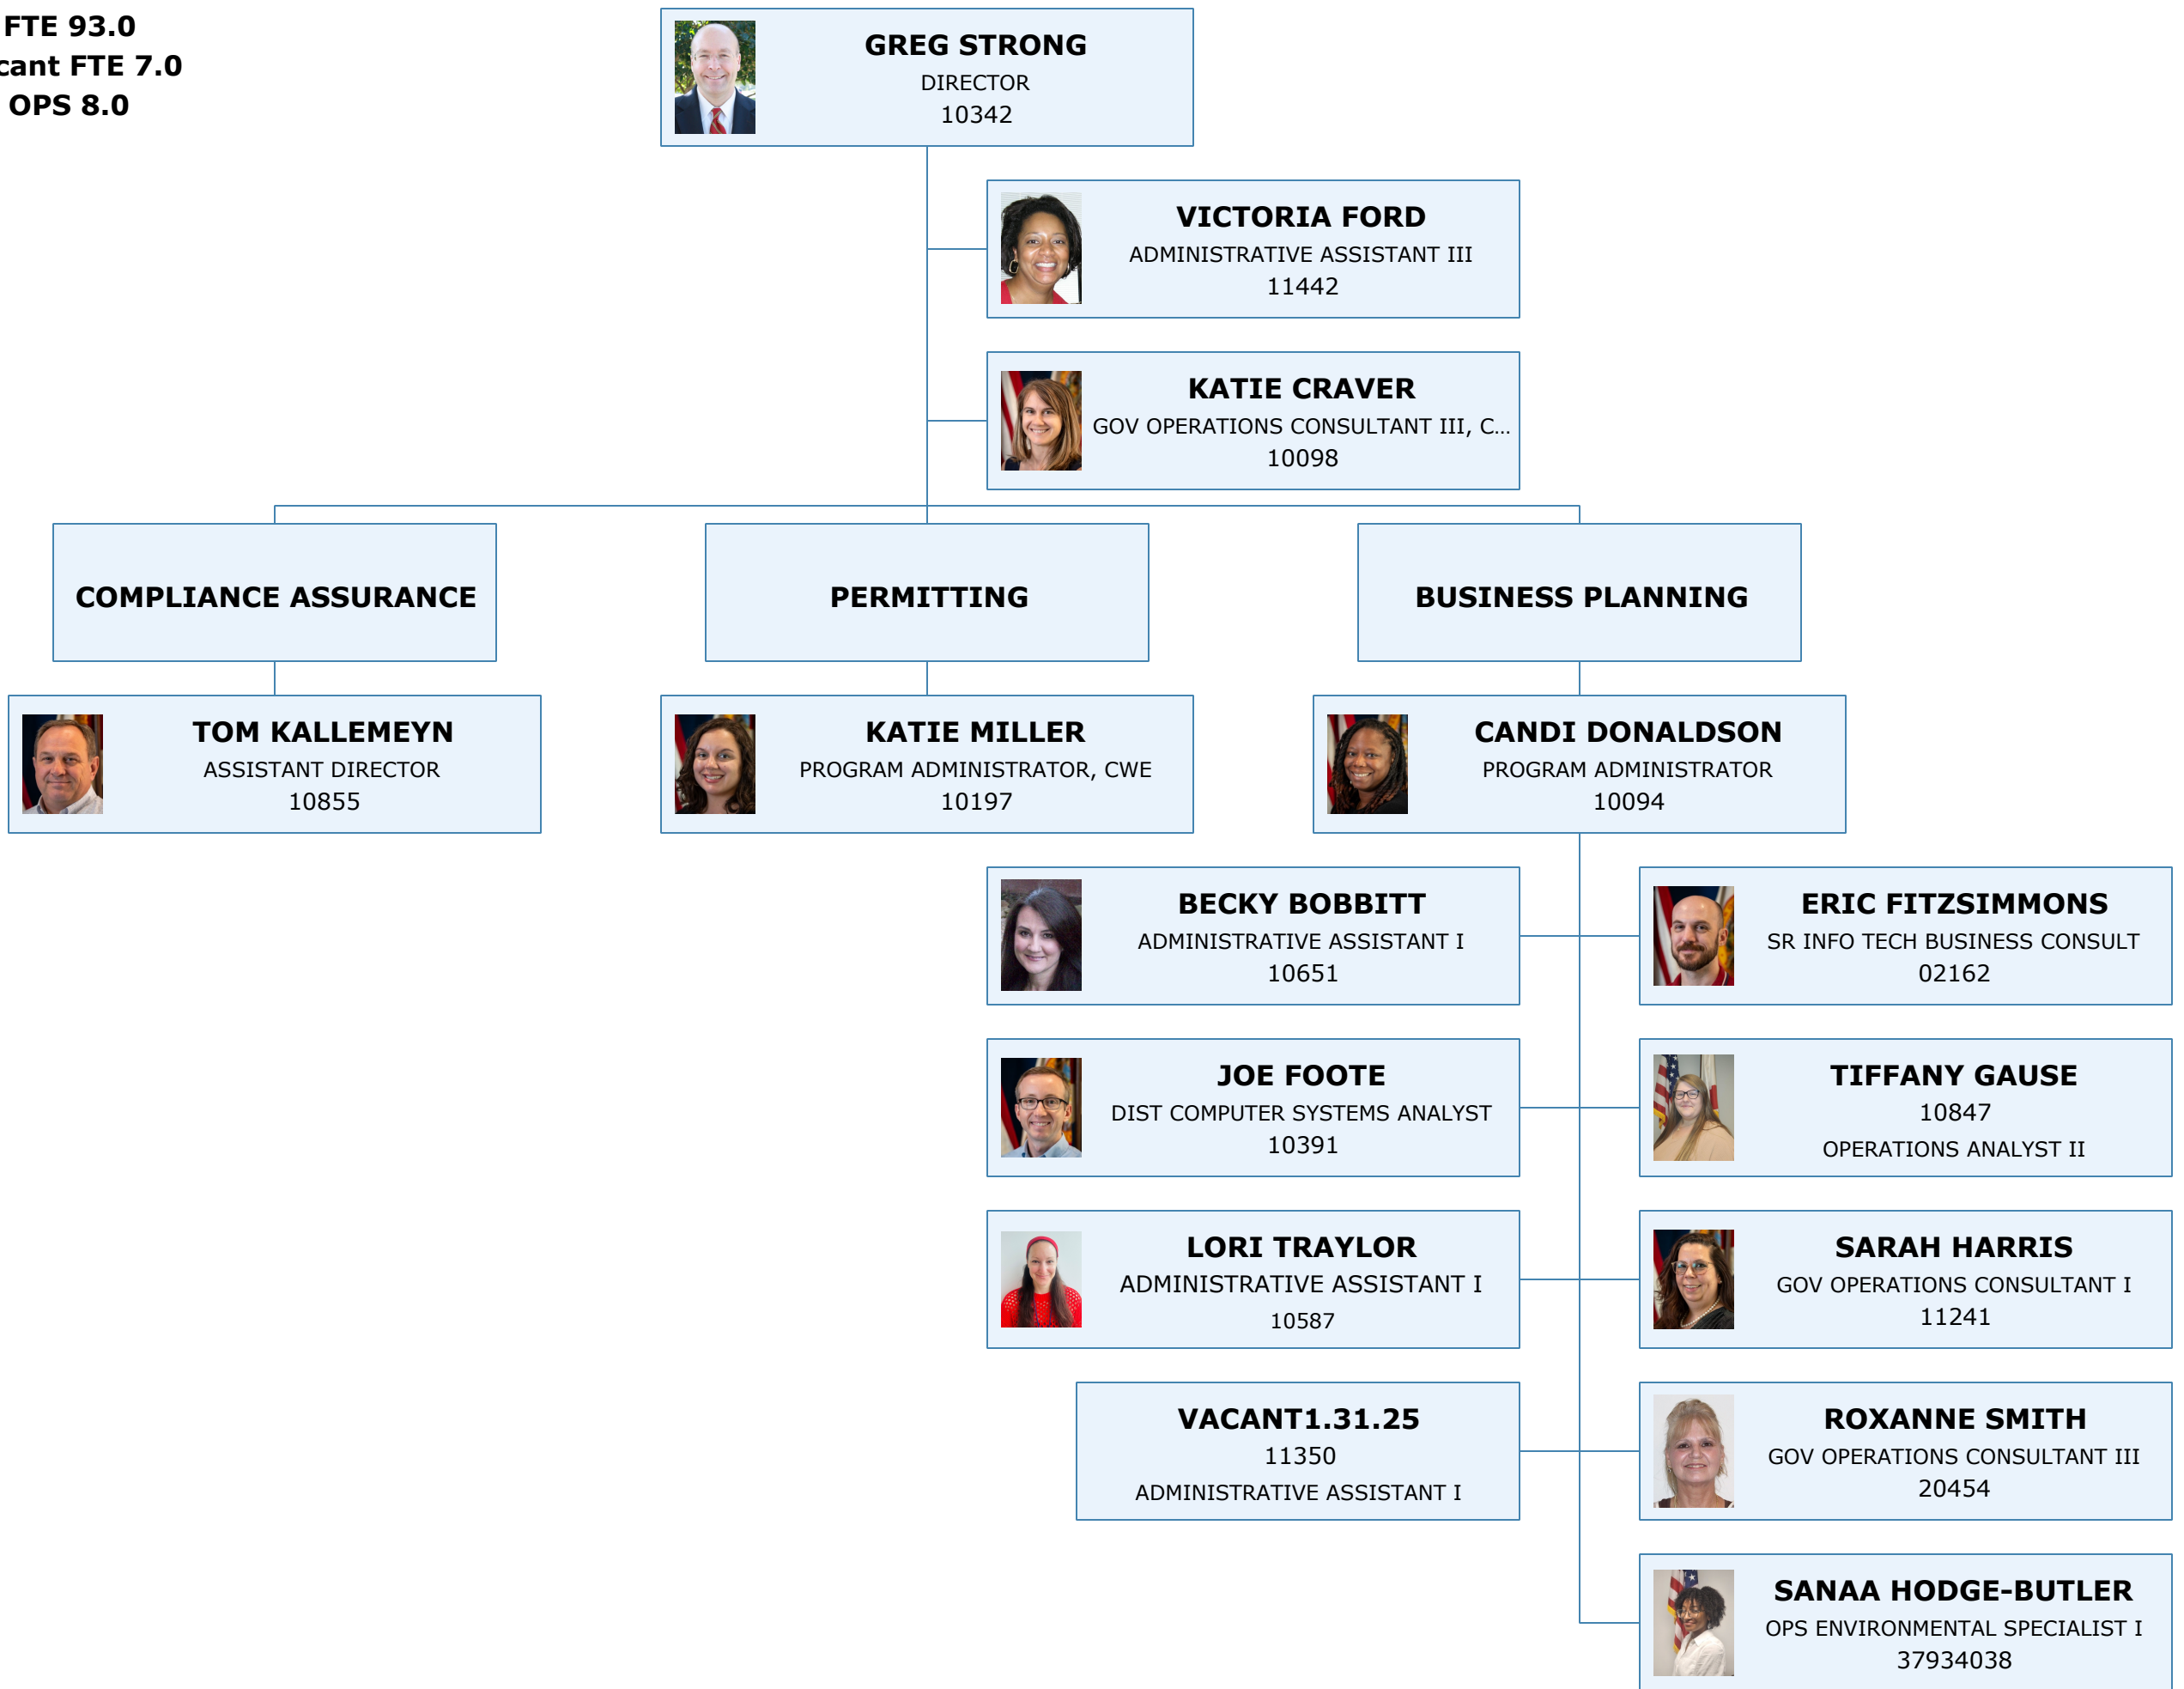 FTE 93.0
cant FTE 7.0
OPS 8.0
GREG STRONG
DIRECTOR
10342
VICTORIA FORD
ADMINISTRATIVE ASSISTANT III
11442
KATIE CRAVER
GOV OPERATIONS CONSULTANT III, C...
10098
COMPLIANCE ASSURANCE
PERMITTING
BUSINESS PLANNING
TOM KALLEMEYN
ASSISTANT DIRECTOR
10855
KATIE MILLER
PROGRAM ADMINISTRATOR, CWE
10197
CANDI DONALDSON
PROGRAM ADMINISTRATOR
10094
BECKY BOBBITT
ADMINISTRATIVE ASSISTANT I
10651
ERIC FITZSIMMONS
SR INFO TECH BUSINESS CONSULT
02162
JOE FOOTE
DIST COMPUTER SYSTEMS ANALYST
10391
TIFFANY GAUSE
10847
OPERATIONS ANALYST II
LORI TRAYLOR
ADMINISTRATIVE ASSISTANT I
10587
SARAH HARRIS
GOV OPERATIONS CONSULTANT I
11241
VACANT1.31.25
11350
ADMINISTRATIVE ASSISTANT I
ROXANNE SMITH
GOV OPERATIONS CONSULTANT III
20454
SANAA HODGE-BUTLER
OPS ENVIRONMENTAL SPECIALIST I
37934038